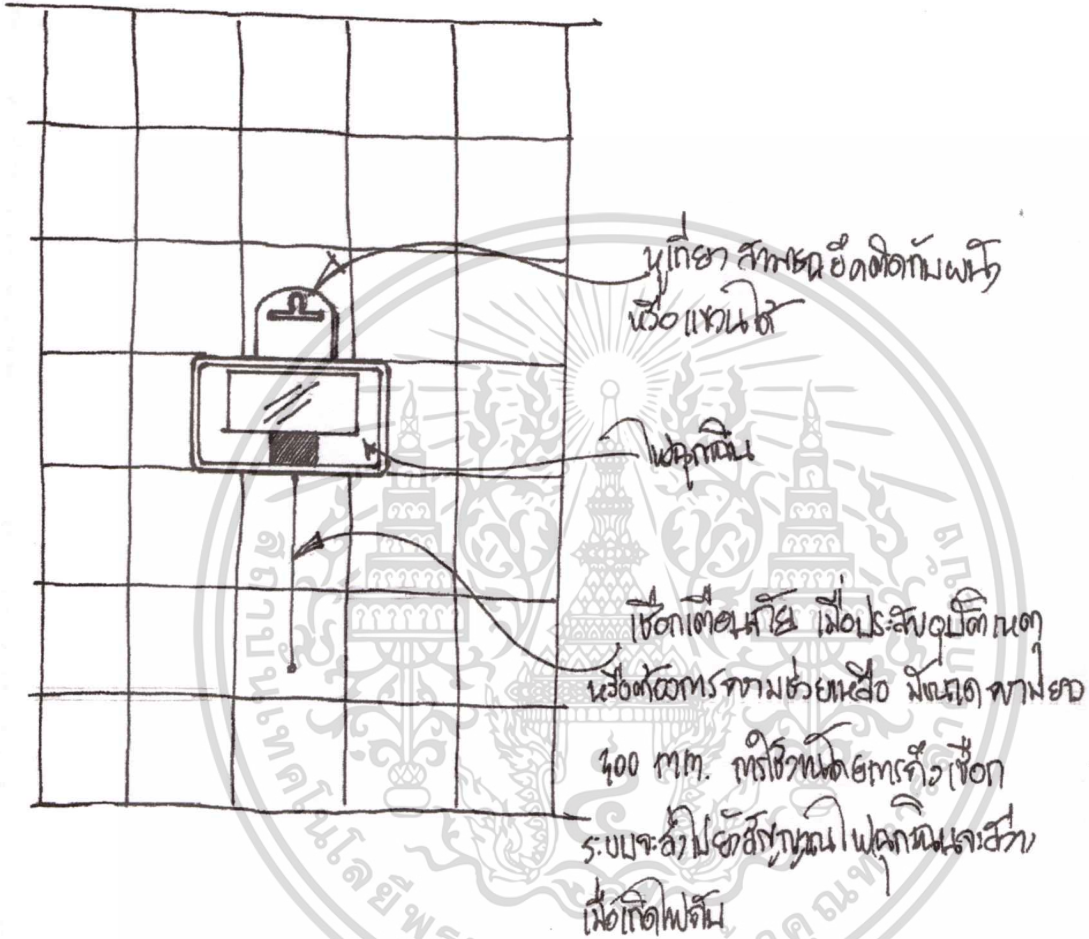 หูเกี่ยว สามารถยึดติดกับผนัง
หรือ แขวนได้
ไฟฉุกเฉิน
เชือกเตือนภัย เมื่อประสบอุบัติเหตุ
หรือต้องการความช่วยเหลือ มีขนาด ความยาว
300 mm. การใช้งานโดยการดึงเชือก
ระบบจะส่งไปยังสัญญาณ ไฟฉุกเฉินจะสว่าง
เมื่อเกิดไฟดับ